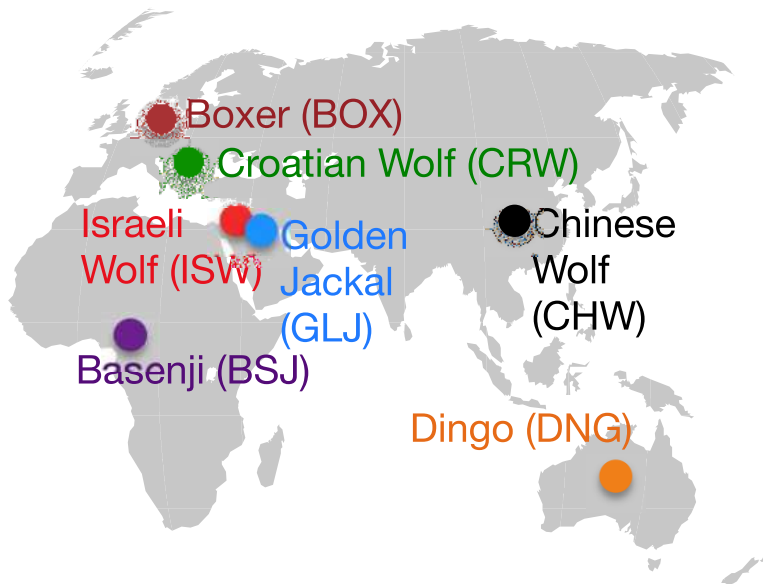 Boxer (BOX)
Croatian Wolf (CRW)
Israeli
Wolf (ISW)
Golden
Jackal
(GLJ)
Chinese
Wolf
(CHW)
Basenji (BSJ)
Dingo (DNG)